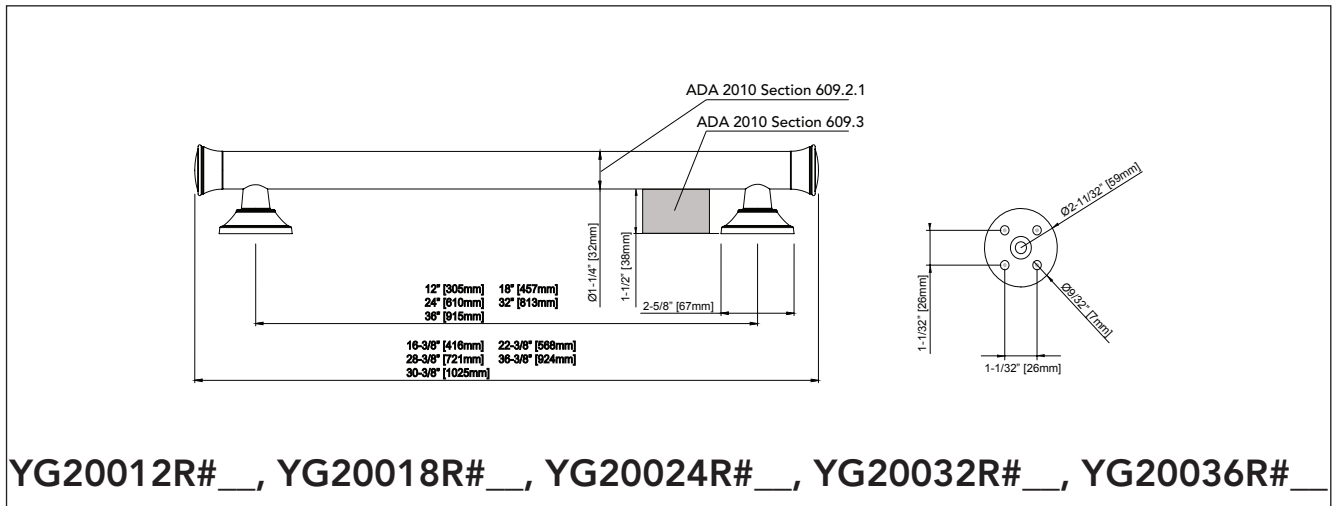 ADA 2010 Section 609.2.1
ADA 2010 Section 609.3
Ø1-1/4" [32mm]
1-1/2" [38mm]
2-5/8" [67mm]
12" [305mm] 18" [457mm]
24" [610mm] 32" [813mm]
36" [915mm]
16-3/8" [416mm] 22-3/8" [568mm]
28-3/8" [721mm] 36-3/8" [924mm]
30-3/8" [1025mm]
Ø2-11/32" [59mm]
Ø9/32" [7mm]
1-1/32" [26mm]
1-1/32" [26mm]
YG20012R#__, YG20018R#__, YG20024R#__, YG20032R#__, YG20036R#__